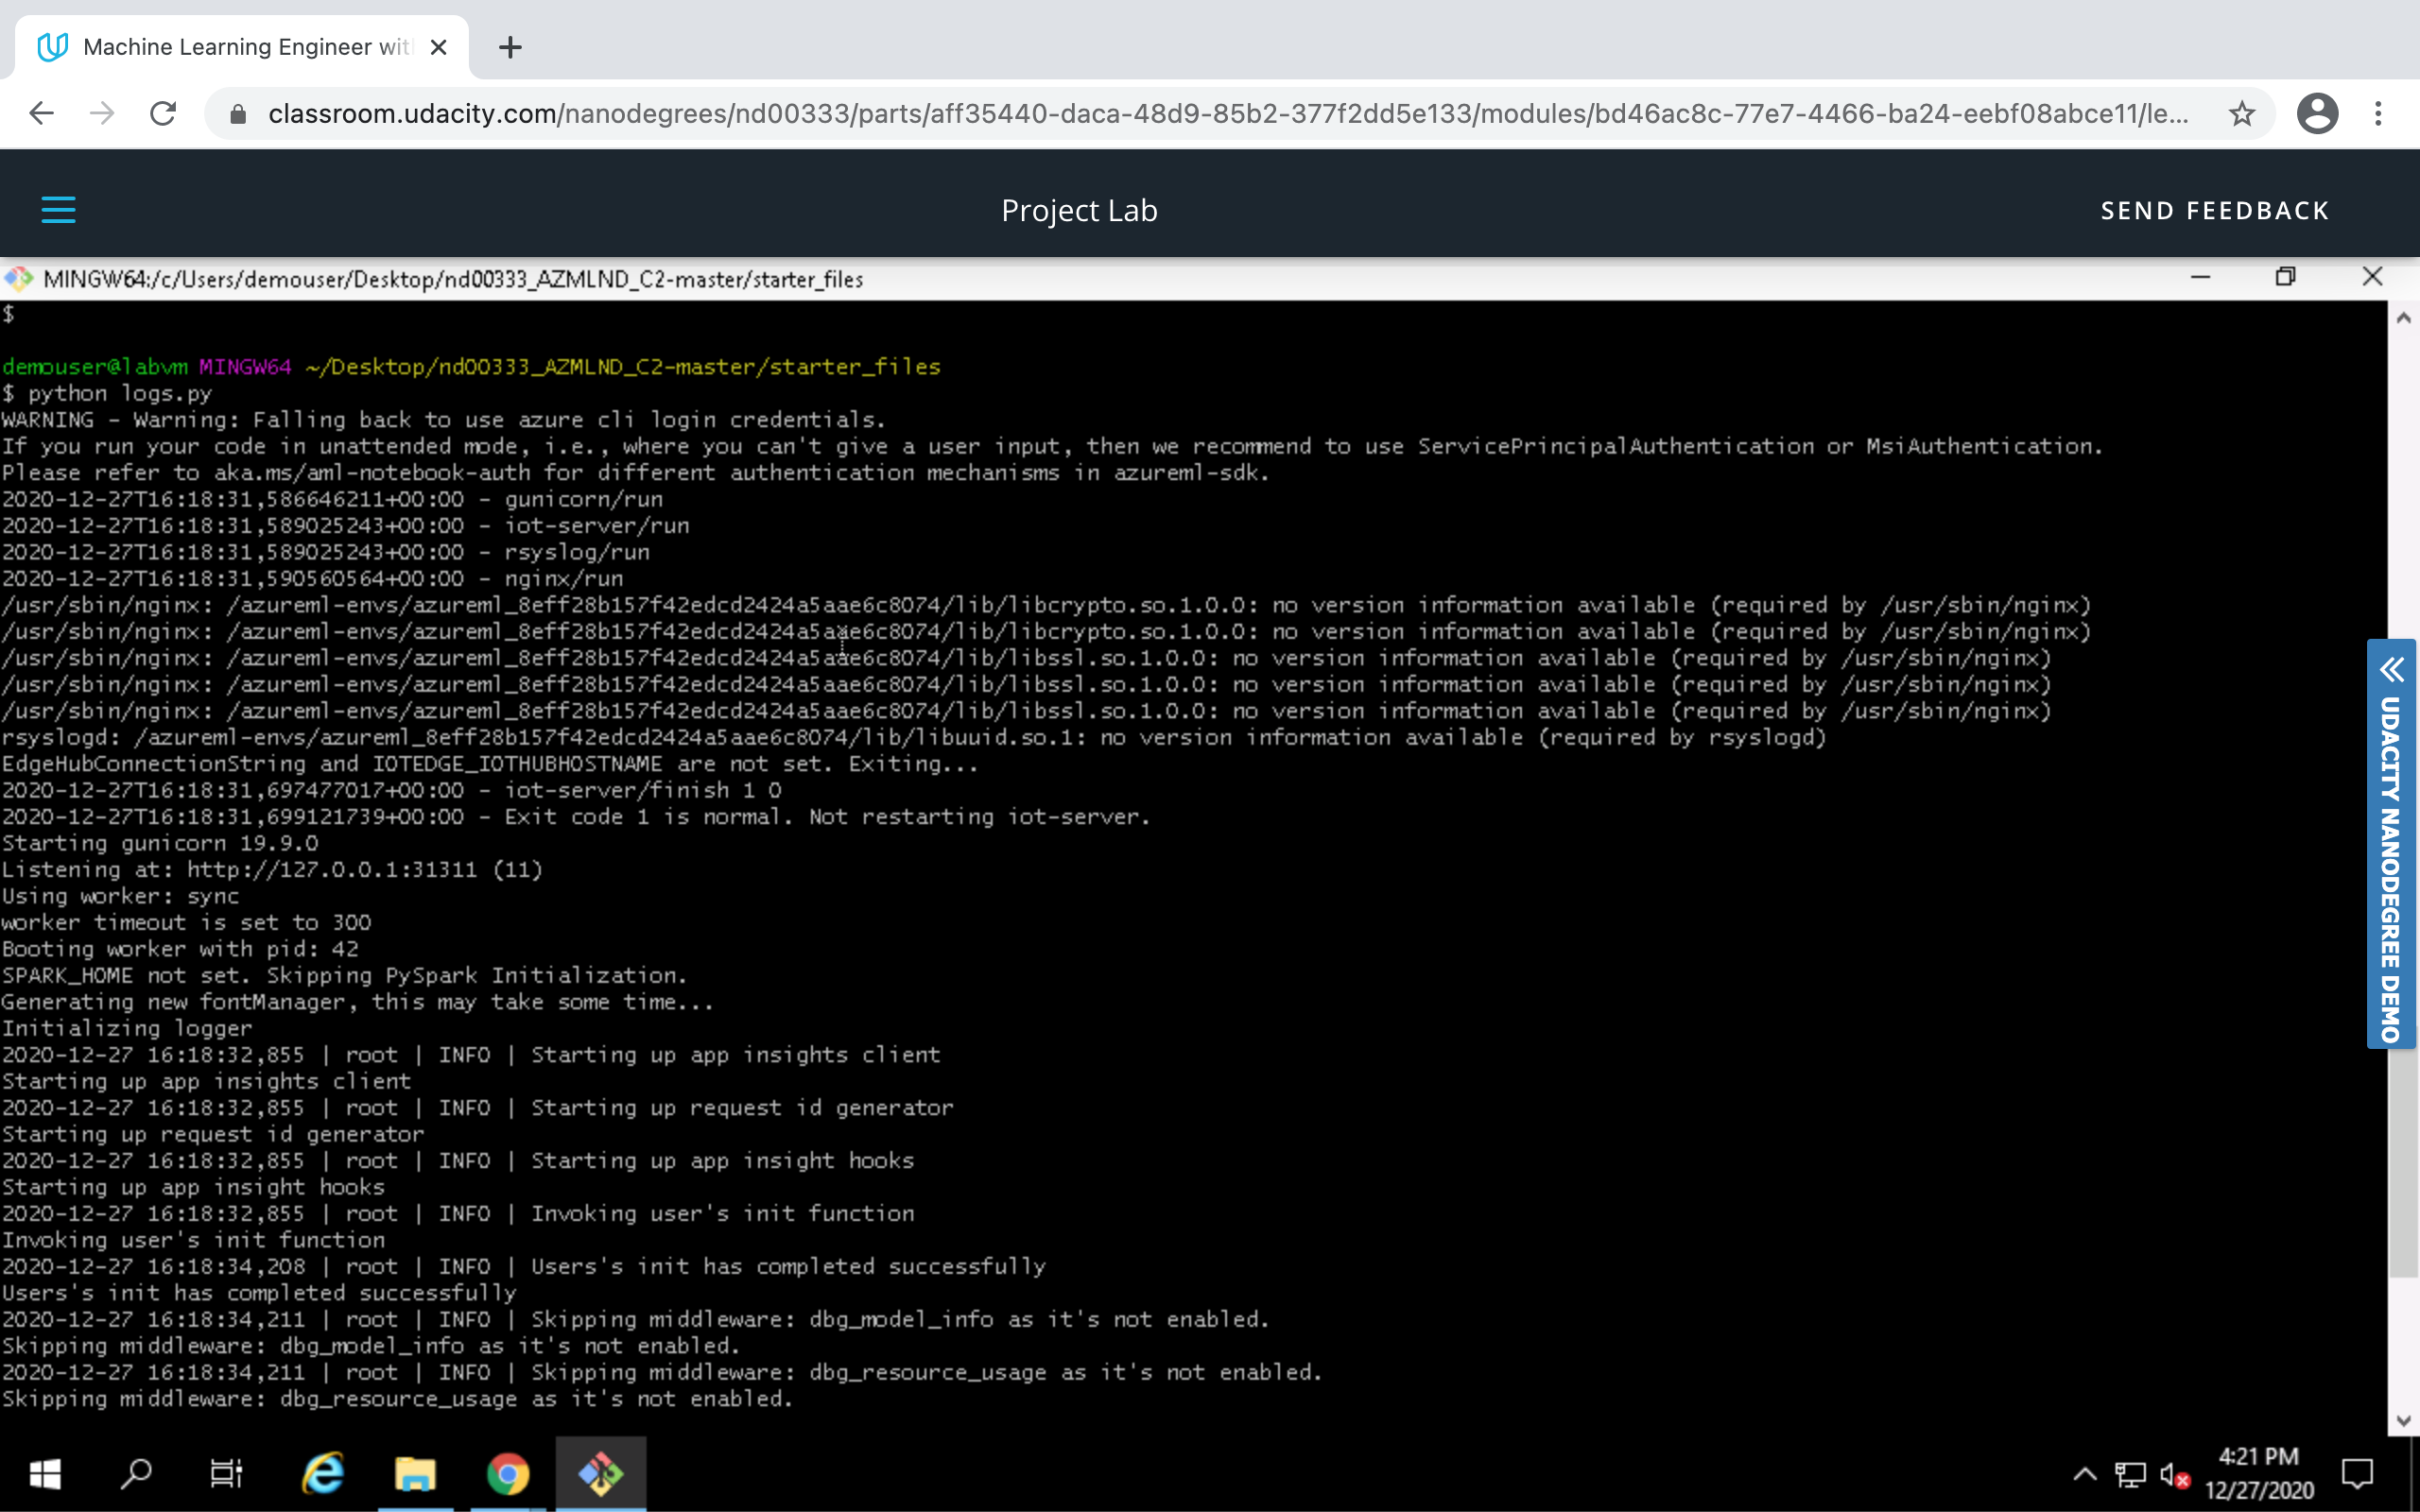 Machine Learning Engineer wit
classroom.udacity.com/nanodegrees/nd00333/parts/aff35440-daca-48d9-85b2-377f2dd5e133/modules/bd46ac8c-77e7-4466-ba24-eebf08abce11/le...
Project Lab
SEND FEEDBACK
MINGW64:/c/Users/demouser/Desktop/nd00333_AZMLND_C2-master/starter_files
$
demouser@labvm MINGW64 ~/Desktop/nd00333_AZMLND_C2-master/starter_files
$ python logs.py
WARNING - Warning: Falling back to use azure cli login credentials.
If you run your code in unattended mode, i.e., where you can't give a user input, then we recommend to use ServicePrincipalAuthentication or MsiAuthentication.
Please refer to aka.ms/aml-notebook-auth for different authentication mechanisms in azureml-sdk.
2020-12-27T16:18:31,586646211+00:00 - gunicorn/run
2020-12-27T16:18:31,589025243+00:00 - iot-server/run
2020-12-27T16:18:31,589025243+00:00 - rsyslog/run
2020-12-27T16:18:31,590560564+00:00 - nginx/run
/usr/sbin/nginx: /azureml-envs/azureml_8eff28b157f42edcd2424a5aae6c8074/lib/libcrypto.so.1.0.0: no version information available (required by /usr/sbin/nginx)
/usr/sbin/nginx: /azureml-envs/azureml_8eff28b157f42edcd2424a5aae6c8074/lib/libcrypto.so.1.0.0: no version information available (required by /usr/sbin/nginx)
/usr/sbin/nginx: /azureml-envs/azureml_8eff28b157f42edcd2424a5aae6c8074/lib/libssl.so.1.0.0: no version information available (required by /usr/sbin/nginx)
/usr/sbin/nginx: /azureml-envs/azureml_8eff28b157f42edcd2424a5aae6c8074/lib/libssl.so.1.0.0: no version information available (required by /usr/sbin/nginx)
/usr/sbin/nginx: /azureml-envs/azureml_8eff28b157f42edcd2424a5aae6c8074/lib/libssl.so.1.0.0: no version information available (required by /usr/sbin/nginx)
rsyslogd: /azureml-envs/azureml_8eff28b157f42edcd2424a5aae6c8074/lib/libuuid.so.1: no version information available (required by rsyslogd)
EdgeHubConnectionString and IOTEDGE_IOTHUBHOSTNAME are not set. Exiting...
2020-12-27T16:18:31,697477017+00:00 - iot-server/finish 1 0
2020-12-27T16:18:31,699121739+00:00 - Exit code 1 is normal. Not restarting iot-server.
Starting gunicorn 19.9.0
Listening at: http://127.0.0.1:31311 (11)
Using worker: sync
worker timeout is set to 300
Booting worker with pid: 42
SPARK_HOME not set. Skipping PySpark Initialization.
Generating new fontManager, this may take some time...
Initializing logger
2020-12-27 16:18:32,855 | root | INFO | Starting up app insights client
Starting up app insights client
2020-12-27 16:18:32,855 | root | INFO | Starting up request id generator
Starting up request id generator
2020-12-27 16:18:32,855 | root | INFO | Starting up app insight hooks
Starting up app insight hooks
2020-12-27 16:18:32,855 | root | INFO | Invoking user's init function
Invoking user's init function
2020-12-27 16:18:34,208 | root | INFO | Users's init has completed successfully
Users's init has completed successfully
2020-12-27 16:18:34,211 | root | INFO | Skipping middleware: dbg_model_info as it's not enabled.
Skipping middleware: dbg_model_info as it's not enabled.
2020-12-27 16:18:34,211 | root | INFO | Skipping middleware: dbg_resource_usage as it's not enabled.
Skipping middleware: dbg_resource_usage as it's not enabled.
UDACITY NANODEGREE DEMO
4:21 PM
12/27/2020